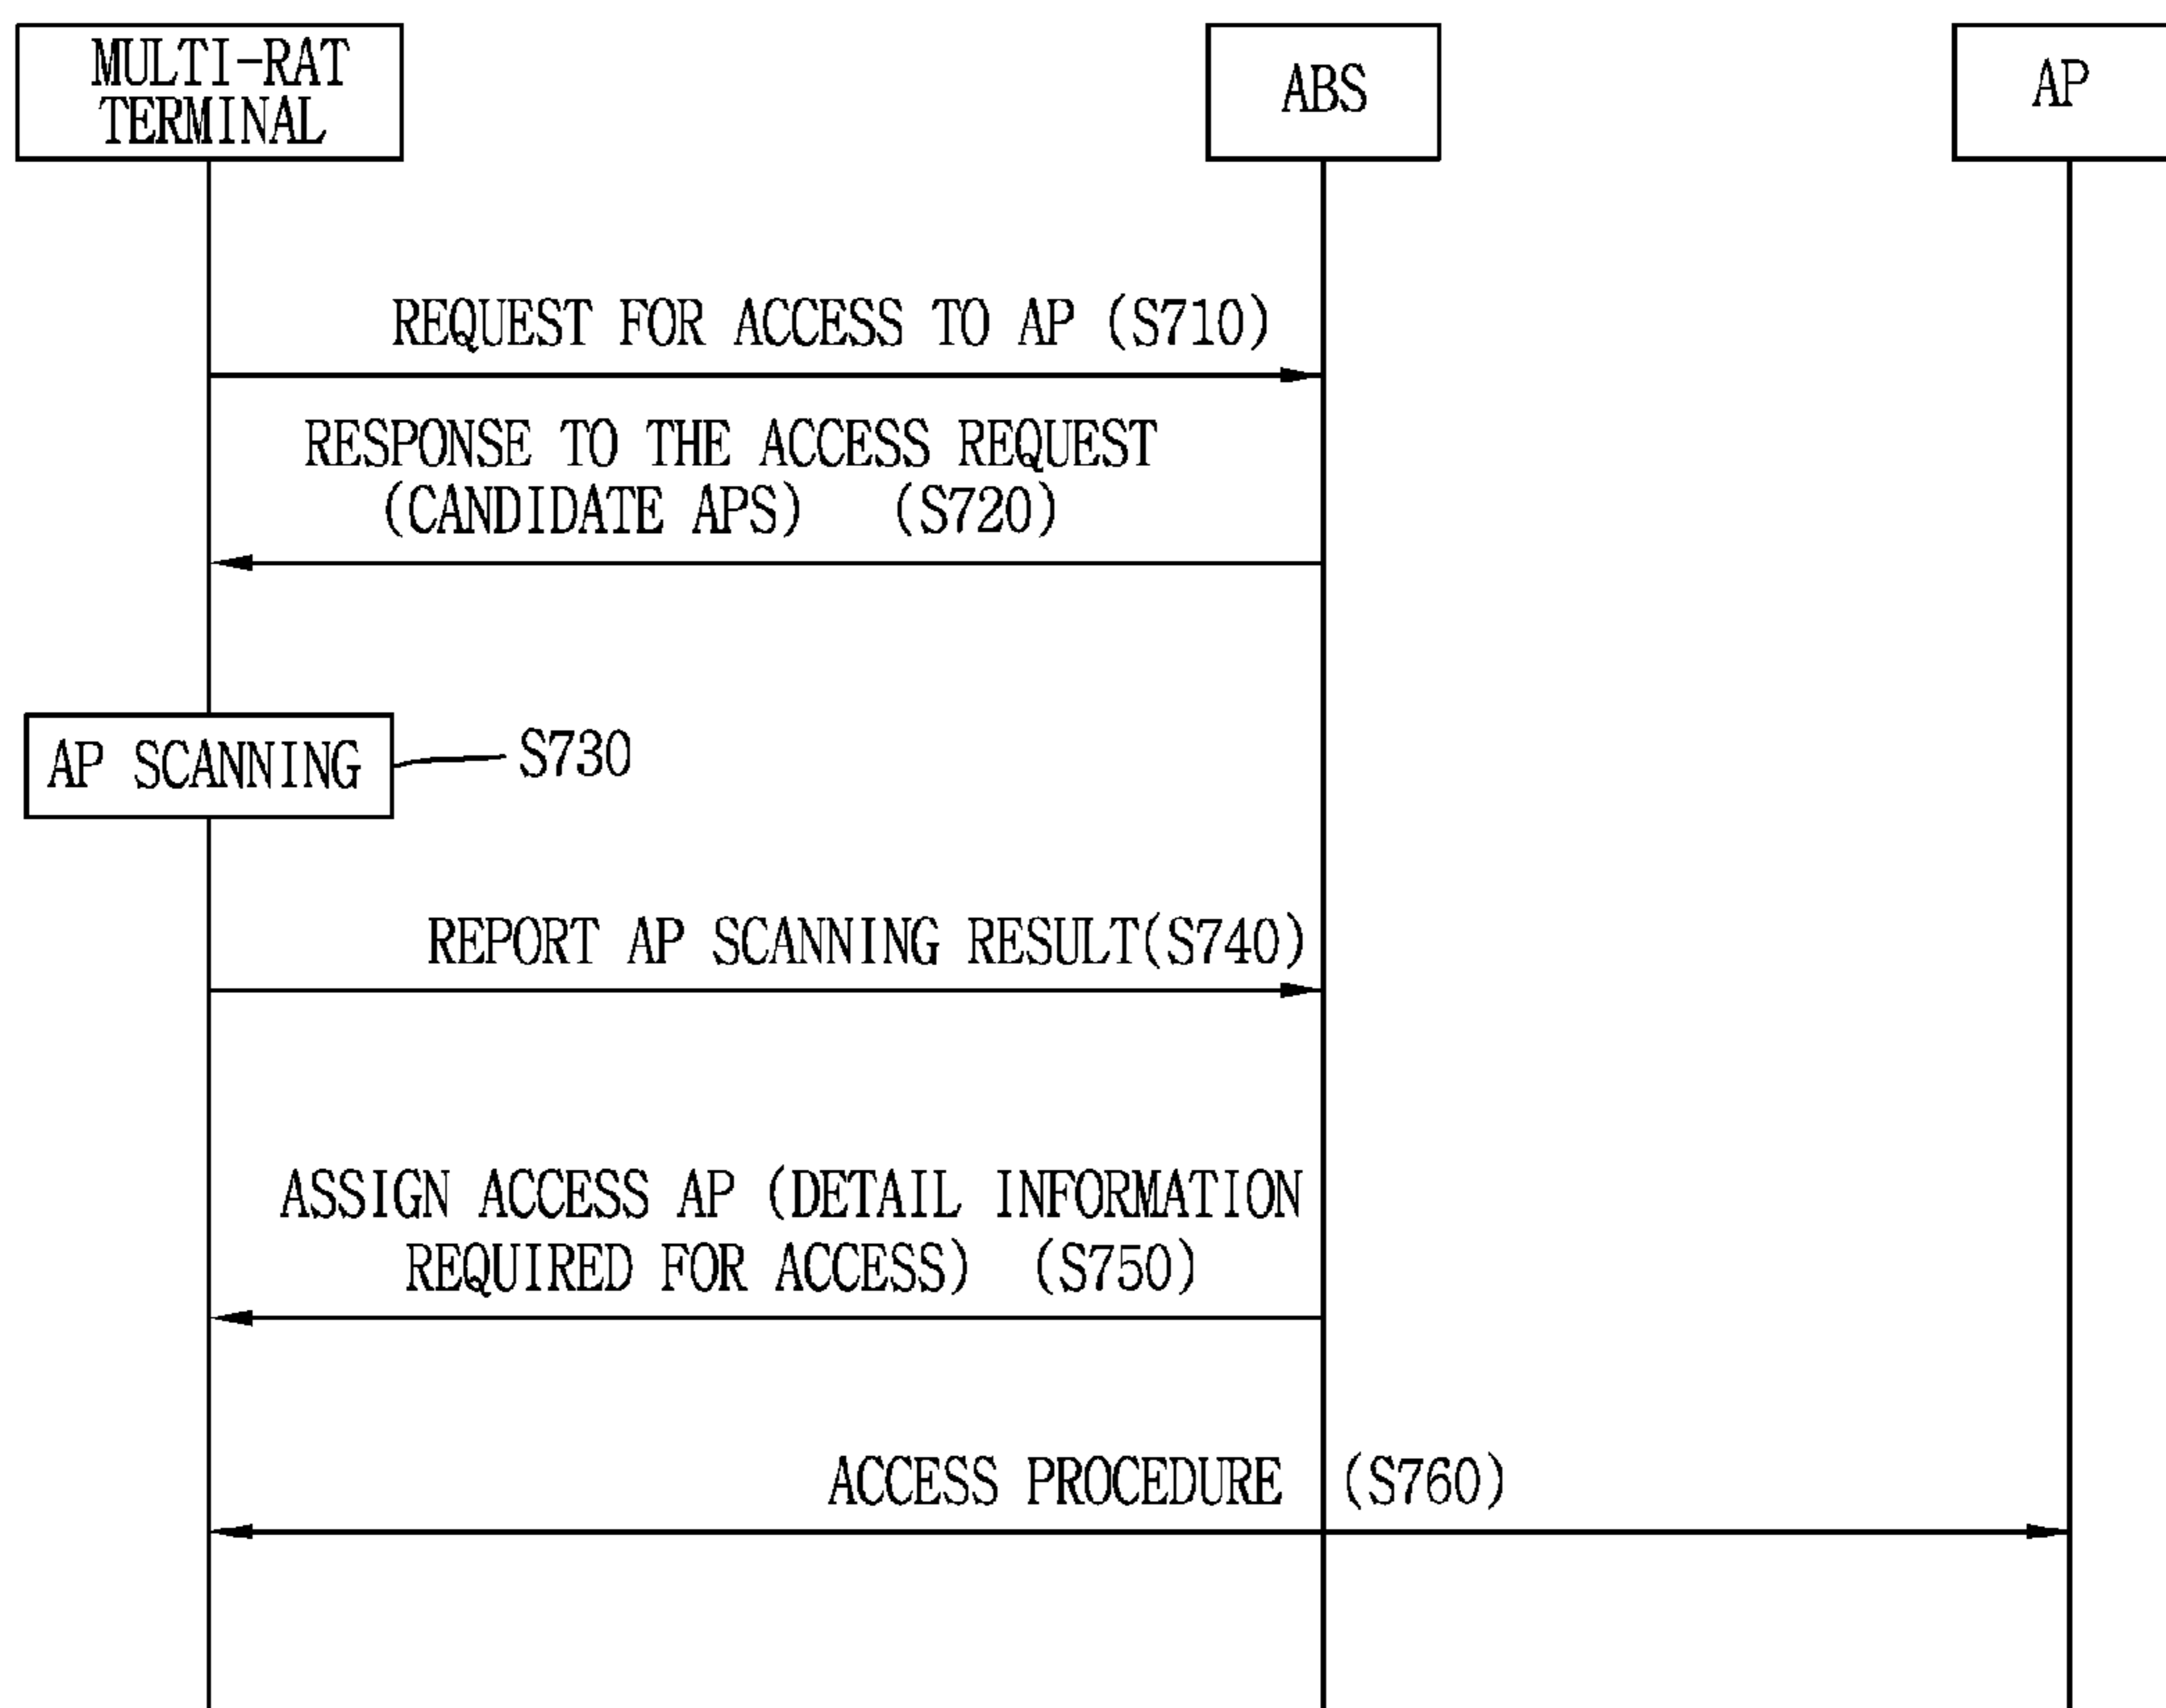 MULTI-RAT
TERMINAL
ABS
AP
REQUEST FOR ACCESS TO AP (S710)
RESPONSE TO THE ACCESS REQUEST
(CANDIDATE APS) (S720)
AP SCANNING
S730
REPORT AP SCANNING RESULT(S740)
ASSIGN ACCESS AP (DETAIL INFORMATION
REQUIRED FOR ACCESS) (S750)
ACCESS PROCEDURE (S760)